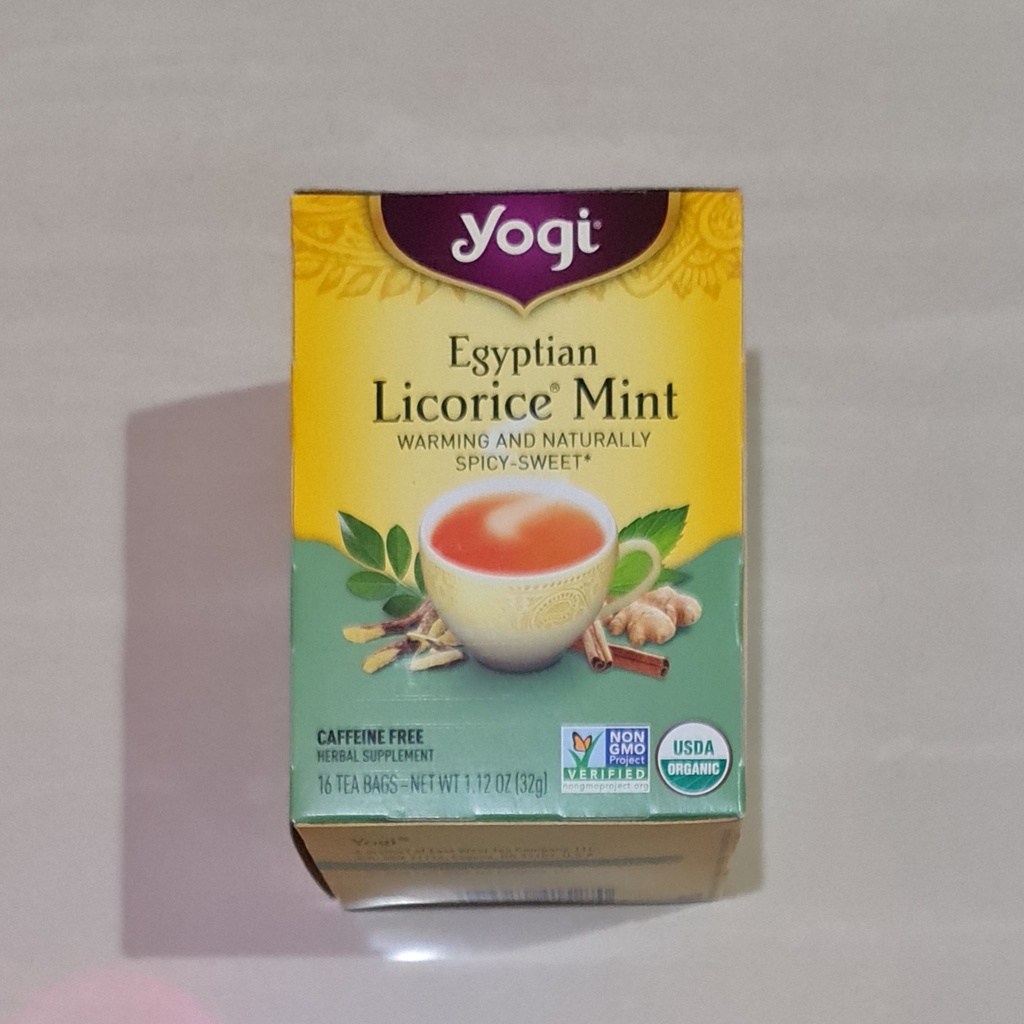 yogi®
Egyptian
Licorice® Mint
WARMING AND NATURALLY
SPICY-SWEET*
CAFFEINE FREE
HERBAL SUPPLEMENT
16 TEA BAGS – NET WT 1.12 OZ (32g)
NON
GMO
Project
VERIFIED
nongmoproject.org
USDA
ORGANIC
Yogi®